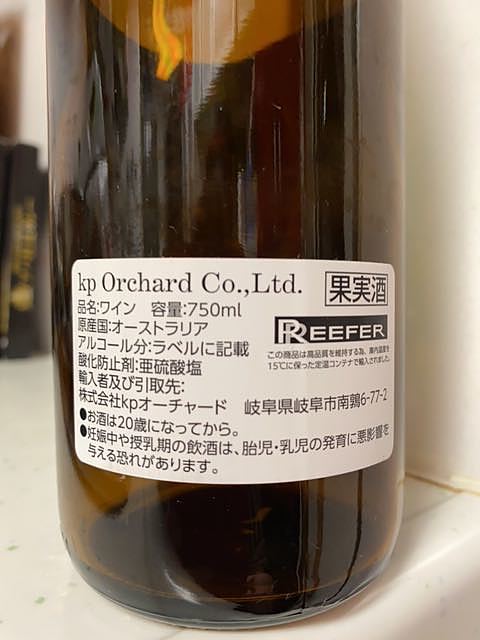 kp Orchard Co.,Ltd.
果実酒
品名:ワイン 容量:750ml
原産国:オーストラリア
アルコール分:ラベルに記載
酸化防止剤:亜硫酸塩
輸入者及び引取先:
REEFER
この商品は高品質を維持する為、庫内温度を
15℃に保った定温コンテナで輸入されました。
株式会社kpオーチャード 岐阜県岐阜市南鶉6-77-2
●お酒は20歳になってから。
●妊娠中や授乳期の飲酒は、胎児・乳児の発育に悪影響を
与える恐れがあります。